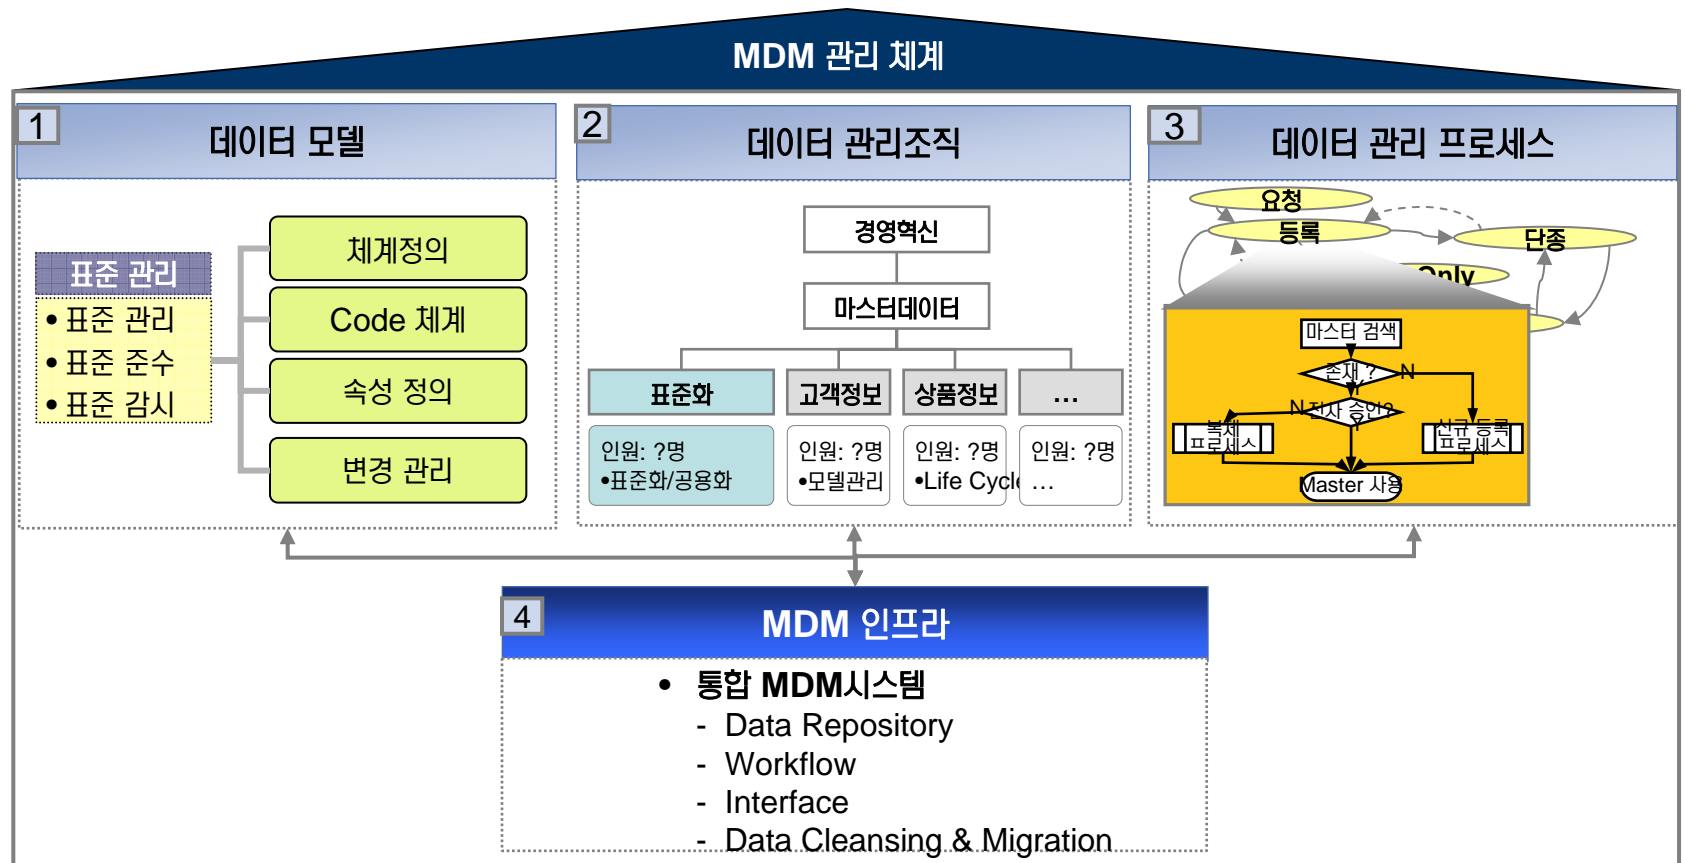 MDM 관리 체계
1
데이터 모델
표준 관리
• 표준 관리
• 표준 준수
• 표준 감시
체계정의
Code 체계
속성 정의
변경 관리
2
데이터 관리조직
경영혁신
마스터데이터
표준화
고객정보
상품정보
…
인원: ?명
•표준화/공용화
인원: ?명
•모델관리
인원: ?명
•Life Cycle
인원: ?명
…
3
데이터 관리 프로세스
요청
등록
단종
Only
마스터 검색
존재 ?
N
Y
전사 승인?
N
Y
복제
프로세스
신규 등록
프로세스
Master 사용
4
MDM 인프라
• 통합 MDM시스템
- Data Repository
- Workflow
- Interface
- Data Cleansing & Migration